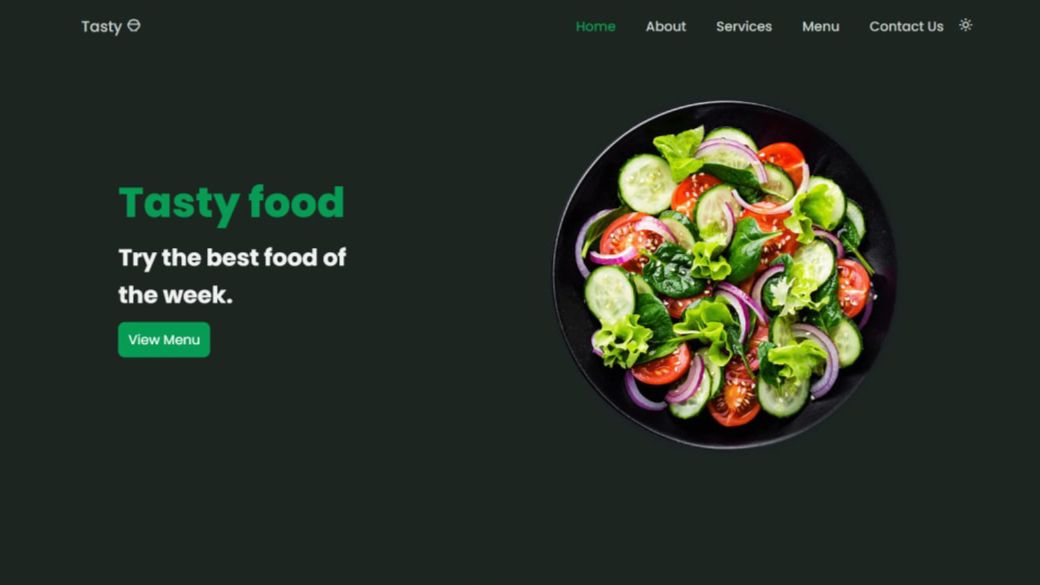 Tasty
Home About Services Menu Contact Us
Tasty food
Try the best food of
the week.
View Menu